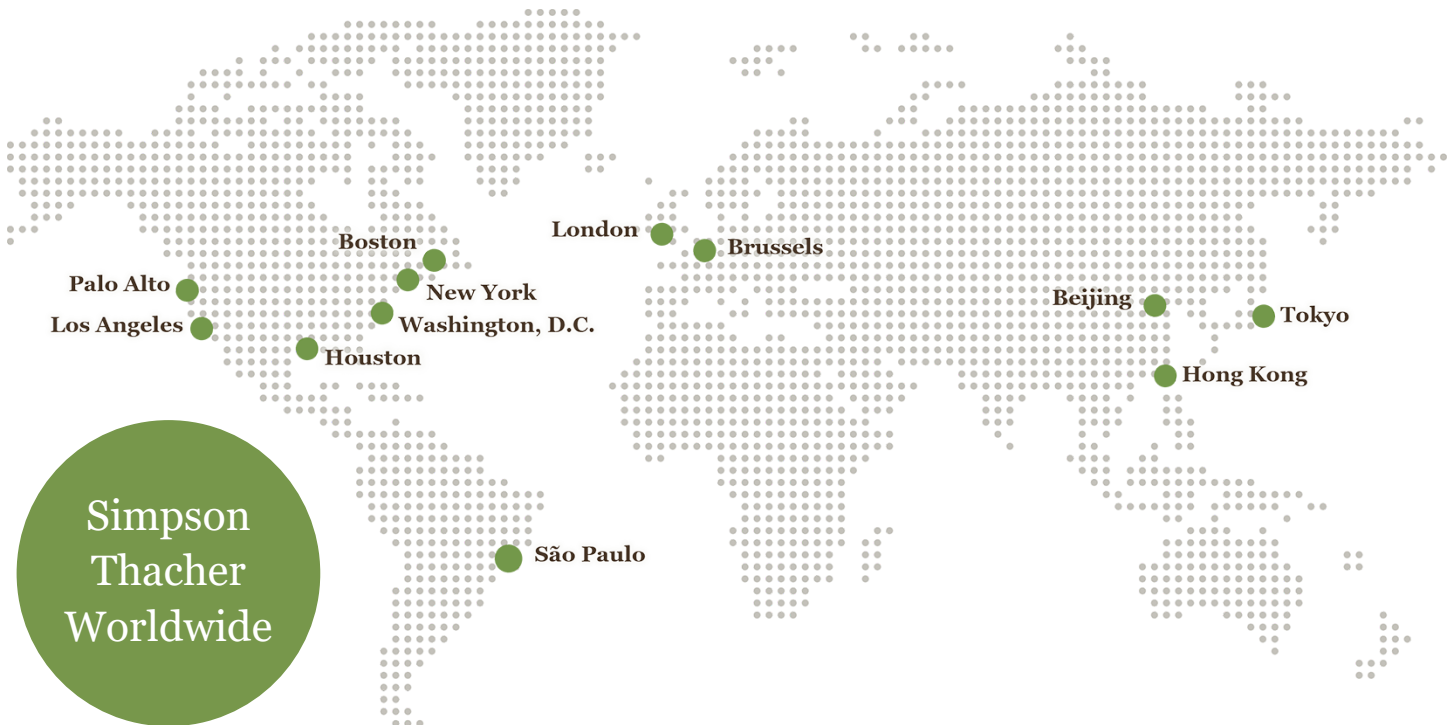 London
Boston
Brussels
Palo Alto
New York
Beijing
Los Angeles
Washington, D.C.
Tokyo
Houston
Hong Kong
Simpson
Thacher
Worldwide
São Paulo